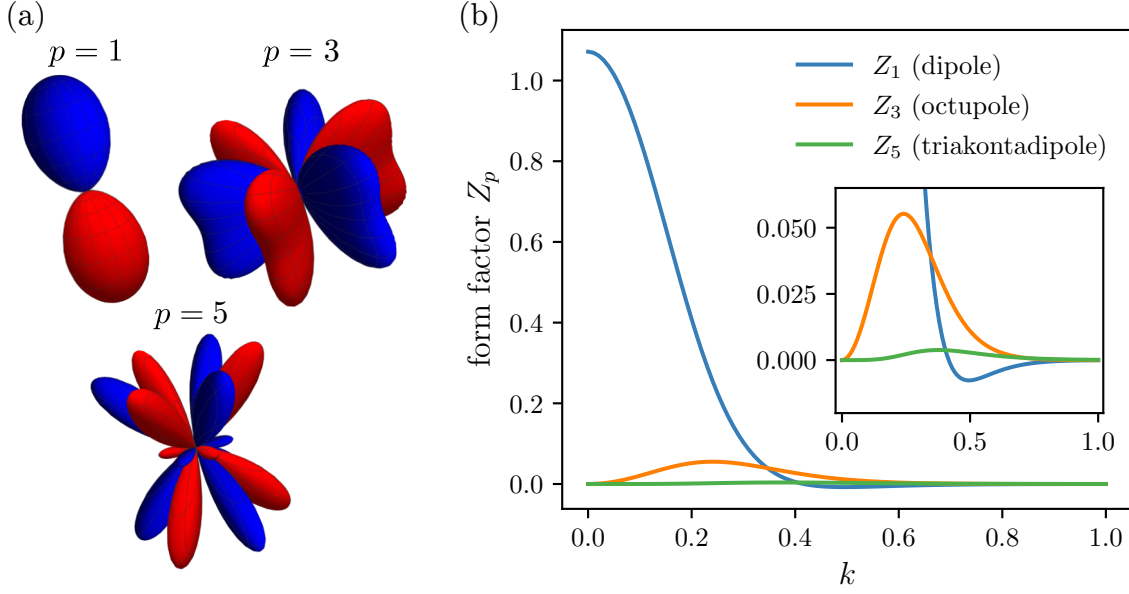 (a)
p = 1
p = 3
p = 5
(b)
form factor Z_p
1.0
0.8
0.6
0.4
0.2
0.0
0.0 0.2 0.4 0.6 0.8 1.0
k
Z_1 (dipole)
Z_3 (octupole)
Z_5 (triakontadipole)
0.050
0.025
0.000
0.0 0.5 1.0